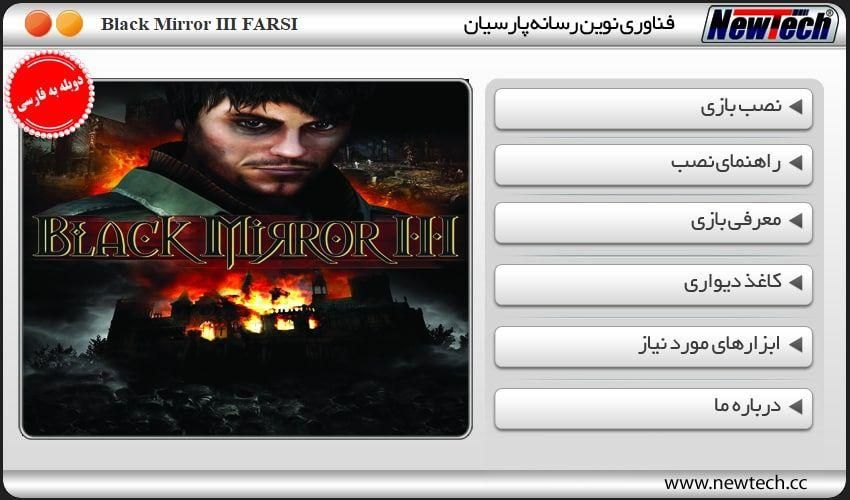 Black Mirror III FARSI
فناوری نوین رسانه پارسیان
NewTech
دوبله به فارسی
BLACK MIRROR III
نصب بازی
راهنمای نصب
معرفی بازی
کاغذ دیواری
ابزارهای مورد نیاز
درباره ما
www.newtech.cc